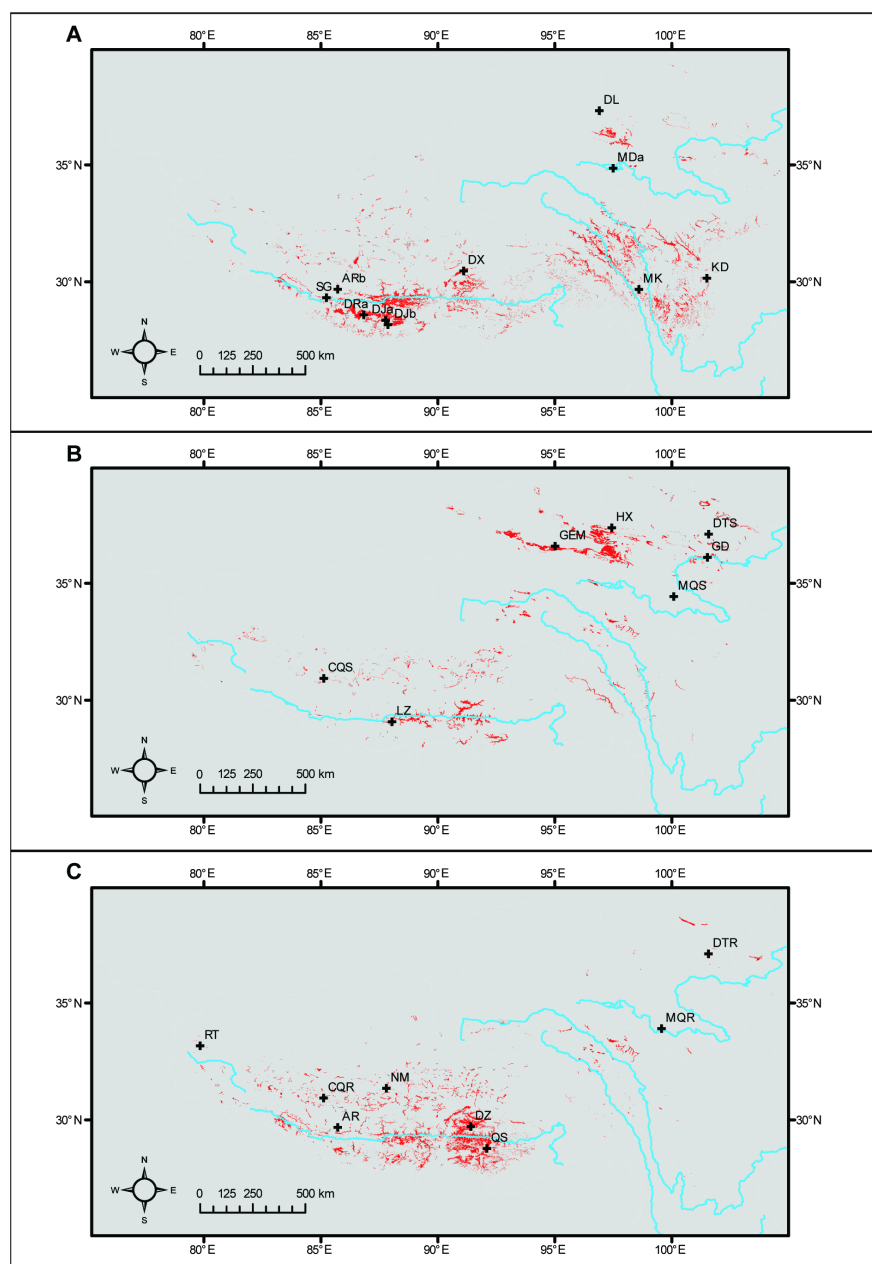 A
80°E 85°E 90°E 95°E 100°E
DL
35°N MDa 35°N
DX
ARb KD
30°N SG MK 30°N
DRa DJa DJb
N
W E
S
0 125 250 500 km
80°E 85°E 90°E 95°E 100°E
B
80°E 85°E 90°E 95°E 100°E
HX DTS
GEM GD
35°N MQS 35°N
CQS
30°N LZ 30°N
N
W E
S
0 125 250 500 km
80°E 85°E 90°E 95°E 100°E
C
80°E 85°E 90°E 95°E 100°E
DTR
35°N MQR 35°N
RT
CQR NM
30°N AR DZ 30°N
QS
N
W E
S
0 125 250 500 km
80°E 85°E 90°E 95°E 100°E